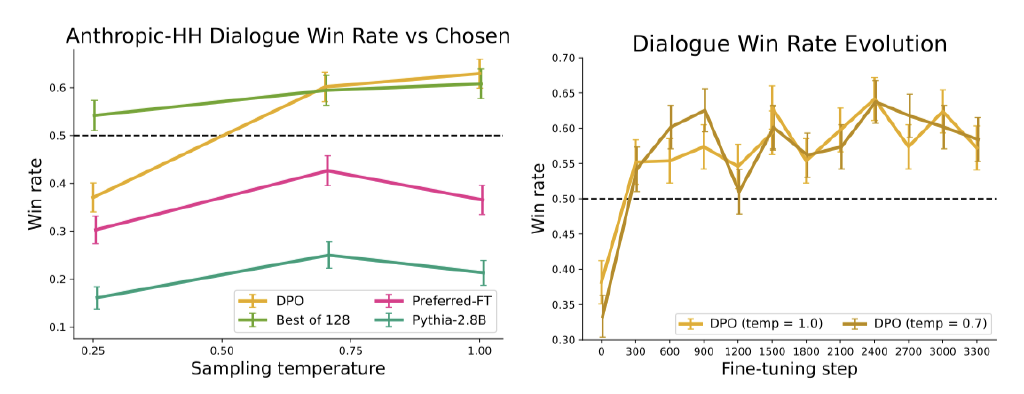 Anthropic-HH Dialogue Win Rate vs Chosen
Win rate
0.6
0.5
0.4
0.3
0.2
0.1
0.25
0.50
0.75
1.00
Sampling temperature
DPO
Best of 128
Preferred-FT
Pythia-2.8B
Dialogue Win Rate Evolution
Win rate
0.70
0.65
0.60
0.55
0.50
0.45
0.40
0.35
0.30
0
300
600
900
1200
1500
1800
2100
2400
2700
3000
3300
Fine-tuning step
DPO (temp = 1.0)
DPO (temp = 0.7)